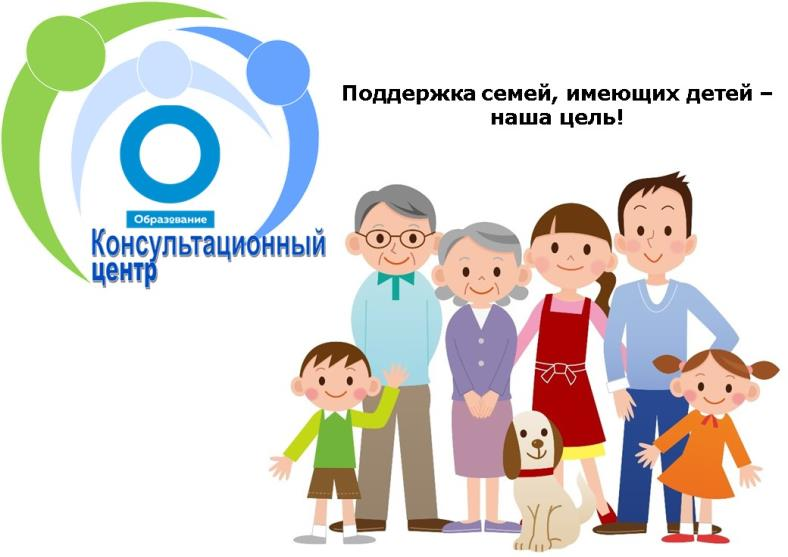 Поддержка семей, имеющих детей –
наша цель!
Образование
Консультационный
центр